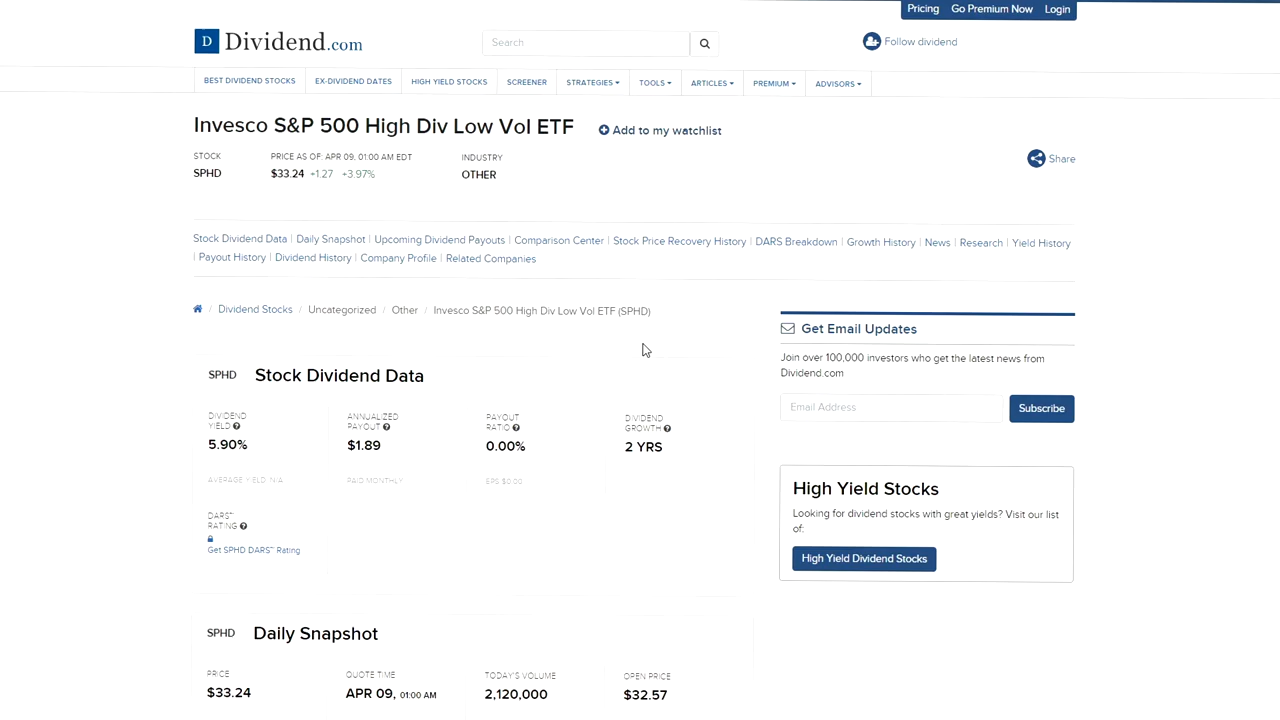 Pricing Go Premium Now Login
D Dividend.com
Search
Follow dividend
BEST DIVIDEND STOCKS EX-DIVIDEND DATES HIGH YIELD STOCKS SCREENER STRATEGIES TOOLS ARTICLES PREMIUM ADVISORS
Invesco S&P 500 High Div Low Vol ETF Add to my watchlist
STOCK PRICE AS OF: APR 09, 01:00 AM EDT INDUSTRY
SPHD $33.24 +1.27 +3.97% OTHER
Share
Stock Dividend Data | Daily Snapshot | Upcoming Dividend Payouts | Comparison Center | Stock Price Recovery History | DARS Breakdown | Growth History | News | Research | Yield History
| Payout History | Dividend History | Company Profile | Related Companies
/ Dividend Stocks / Uncategorized / Other / Invesco S&P 500 High Div Low Vol ETF (SPHD)
SPHD Stock Dividend Data
DIVIDEND YIELD ANNUALIZED PAYOUT PAYOUT RATIO DIVIDEND GROWTH
5.90% $1.89 0.00% 2 YRS
AVERAGE YIELD N/A PAID MONTHLY EPS $0.00
DARS™
RATING
Get SPHD DARS™ Rating
SPHD Daily Snapshot
PRICE QUOTE TIME TODAY'S VOLUME OPEN PRICE
$33.24 APR 09, 01:00 AM 2,120,000 $32.57
Get Email Updates
Join over 100,000 investors who get the latest news from
Dividend.com
Email Address Subscribe
High Yield Stocks
Looking for dividend stocks with great yields? Visit our list
of:
High Yield Dividend Stocks